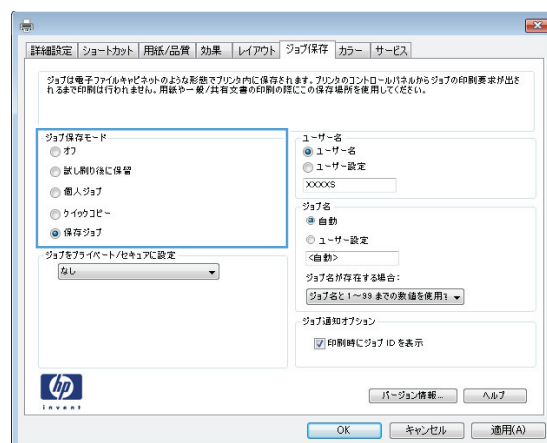 詳細設定 ショートカット 用紙/品質 効果 レイアウト ジョブ保存 カラー サービス
ジョブは電子ファイルキャビネットのような形態でプリンタ内に保存されます。プリンタのコントロールパネルからジョブの印刷要求が出さ
れるまで印刷は行われません。用紙や一般/共有文書の印刷の際にこの保存場所を使用してください。
ジョブ保存モード
オフ
試し刷り後に保留
個人ジョブ
クイックコピー
保存ジョブ
ジョブをプライベート/セキュアに設定
なし
ユーザー名
ユーザー名
ユーザー設定
XXXXS
ジョブ名
自動
ユーザー設定
<自動>
ジョブ名が存在する場合:
ジョブ名と1～99 までの数値を使用
ジョブ通知オプション
印刷時にジョブ ID を表示
hp
invent
バージョン情報... ヘルプ
OK キャンセル 適用(A)